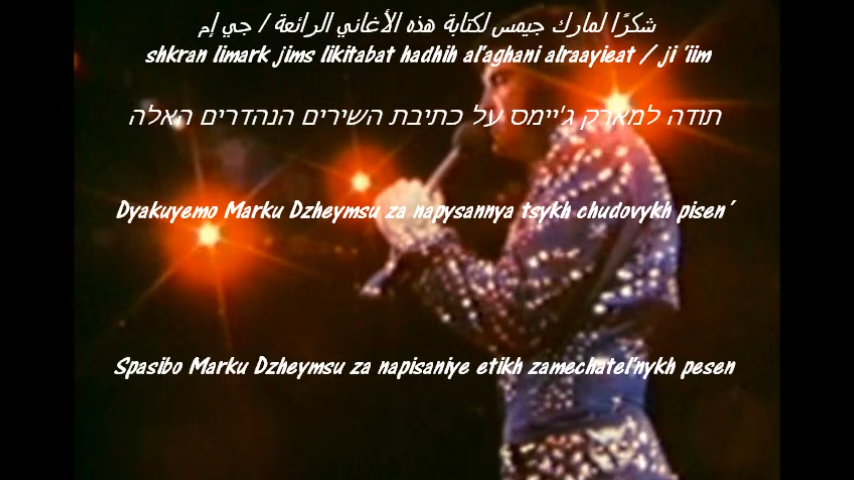 شكرًا لمارك جيمس لكتابة هذه الأغاني الرائعة / جي إم
shkran limark jims likitabat hadhih al'aghani alraayieat / ji 'iim
תודה למארק ג'יימס על כתיבת השירים הנהדרים האלה
Dyakuyemo Marku Dzheymsu za napysannya tsykh chudovykh pisenʹ
Spasibo Marku Dzheymsu za napisaniye etikh zamechatel'nykh pesen